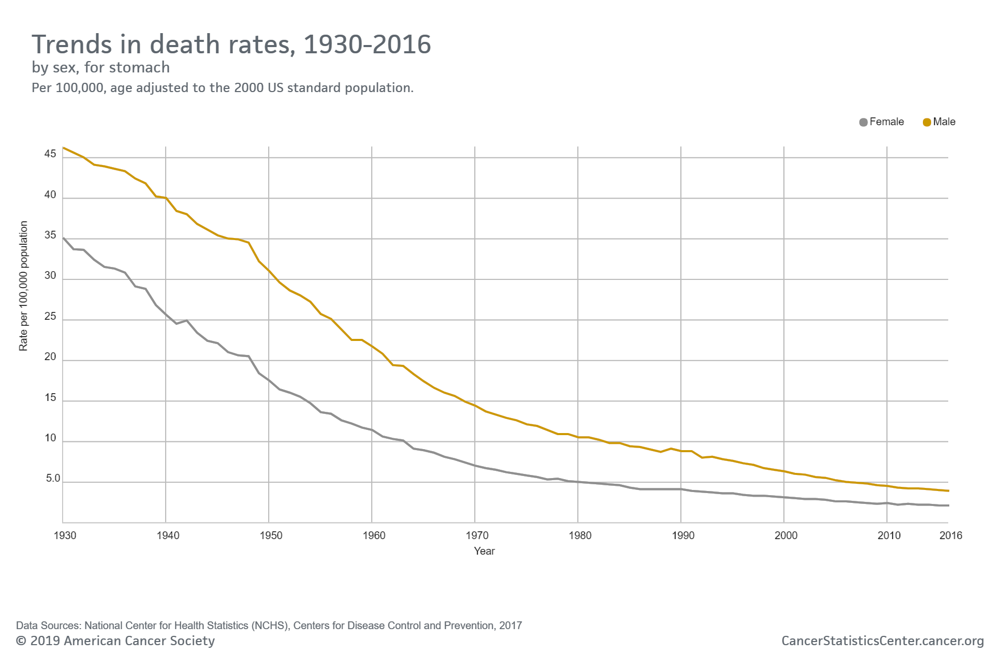 Trends in death rates, 1930-2016
by sex, for stomach
Per 100,000, age adjusted to the 2000 US standard population.
Female Male
45
40
35
30
25
20
15
10
5.0
Rate per 100,000 population
1930 1940 1950 1960 1970 1980 1990 2000 2010 2016
Year
Data Sources: National Center for Health Statistics (NCHS), Centers for Disease Control and Prevention, 2017
© 2019 American Cancer Society
CancerStatisticsCenter.cancer.org